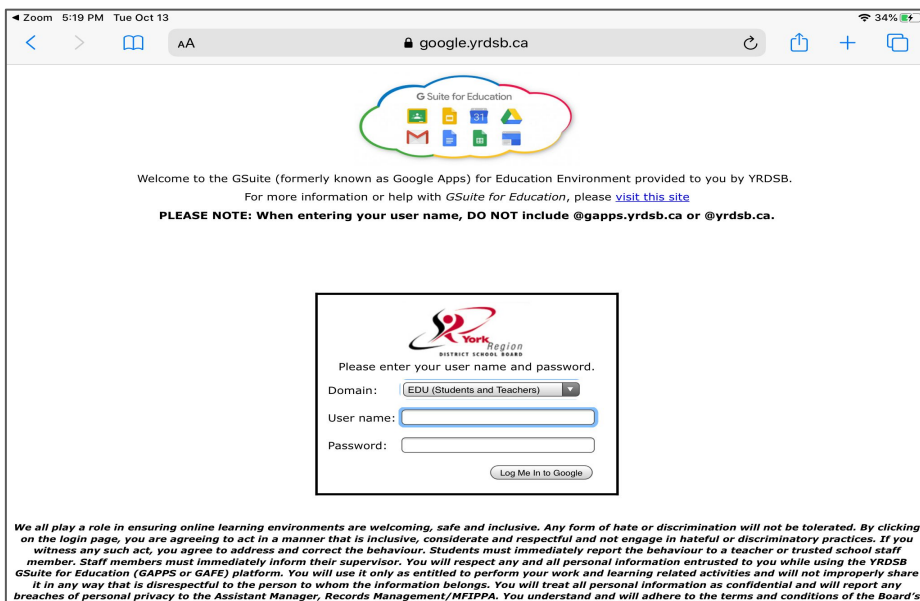 Zoom 5:19 PM Tue Oct 13 34%
AA google.yrdsb.ca
G Suite for Education
31
Welcome to the GSuite (formerly known as Google Apps) for Education Environment provided to you by YRDSB.
For more information or help with GSuite for Education, please visit this site
PLEASE NOTE: When entering your user name, DO NOT include @gapps.yrdsb.ca or @yrdsb.ca.
York
Region
DISTRICT SCHOOL BOARD
Please enter your user name and password.
Domain: EDU (Students and Teachers)
User name:
Password:
Log Me In to Google
We all play a role in ensuring online learning environments are welcoming, safe and inclusive. Any form of hate or discrimination will not be tolerated. By clicking
on the login page, you are agreeing to act in a manner that is inclusive, considerate and respectful and not engage in hateful or discriminatory practices. If you
witness any such act, you agree to address and correct the behaviour. Students must immediately report the behaviour to a teacher or trusted school staff
member. Staff members must immediately inform their supervisor. You will respect any and all personal information entrusted to you while using the YRDSB
GSuite for Education (GAPPS or GAFE) platform. You will use it only as entitled to perform your work and learning related activities and will not improperly share
it in any way that is disrespectful to the person to whom the information belongs. You will treat all personal information as confidential and will report any
breaches of personal privacy to the Assistant Manager, Records Management/MFIPPA. You understand and will adhere to the terms and conditions of the Board's